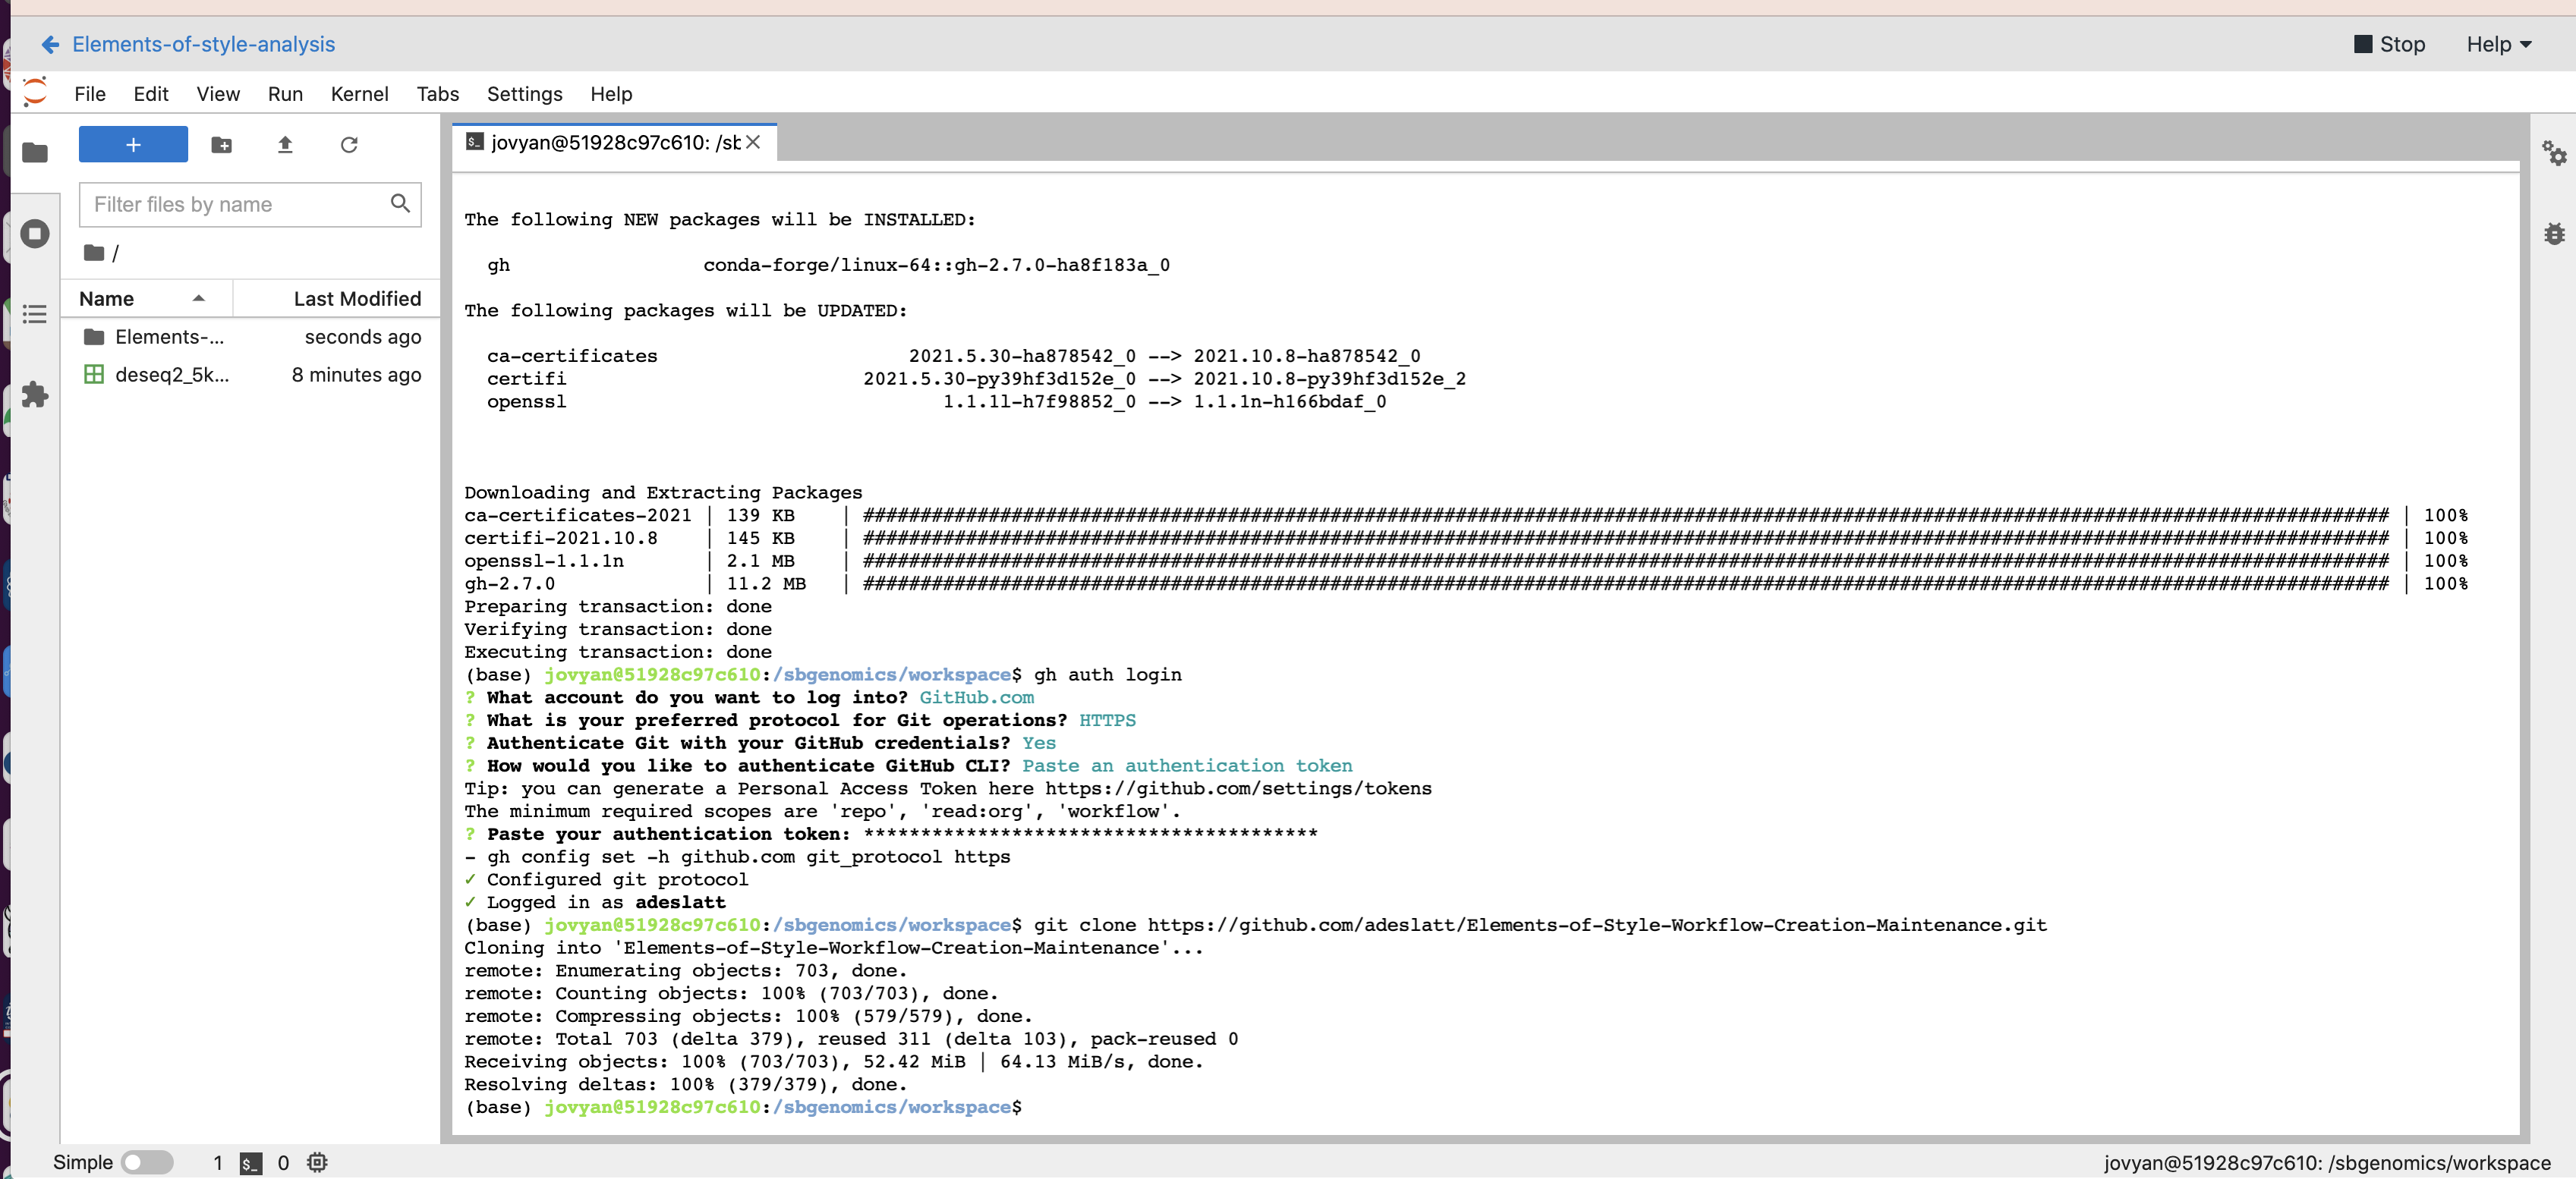 Elements-of-style-analysis
Stop Help
File Edit View Run Kernel Tabs Settings Help
+
jovyan@51928c97c610: /sb
Filter files by name
/
Name Last Modified
Elements-... seconds ago
deseq2_5k... 8 minutes ago
The following NEW packages will be INSTALLED:
gh conda-forge/linux-64::gh-2.7.0-ha8f183a_0
The following packages will be UPDATED:
ca-certificates 2021.5.30-ha878542_0 --> 2021.10.8-ha878542_0
certifi 2021.5.30-py39hf3d152e_0 --> 2021.10.8-py39hf3d152e_2
openssl 1.1.1l-h7f98852_0 --> 1.1.1n-h166bdaf_0
Downloading and Extracting Packages
ca-certificates-2021 | 139 KB | ###################################################################################################################################### | 100%
certifi-2021.10.8 | 145 KB | ###################################################################################################################################### | 100%
openssl-1.1.1n | 2.1 MB | ###################################################################################################################################### | 100%
gh-2.7.0 | 11.2 MB | ###################################################################################################################################### | 100%
Preparing transaction: done
Verifying transaction: done
Executing transaction: done
(base) jovyan@51928c97c610:/sbgenomics/workspace$ gh auth login
? What account do you want to log into? GitHub.com
? What is your preferred protocol for Git operations? HTTPS
? Authenticate Git with your GitHub credentials? Yes
? How would you like to authenticate GitHub CLI? Paste an authentication token
Tip: you can generate a Personal Access Token here https://github.com/settings/tokens
The minimum required scopes are 'repo', 'read:org', 'workflow'.
? Paste your authentication token: ****************************************
- gh config set -h github.com git_protocol https
✓ Configured git protocol
✓ Logged in as adeslatt
(base) jovyan@51928c97c610:/sbgenomics/workspace$ git clone https://github.com/adeslatt/Elements-of-Style-Workflow-Creation-Maintenance.git
Cloning into 'Elements-of-Style-Workflow-Creation-Maintenance'...
remote: Enumerating objects: 703, done.
remote: Counting objects: 100% (703/703), done.
remote: Compressing objects: 100% (579/579), done.
remote: Total 703 (delta 379), reused 311 (delta 103), pack-reused 0
Receiving objects: 100% (703/703), 52.42 MiB | 64.13 MiB/s, done.
Resolving deltas: 100% (379/379), done.
(base) jovyan@51928c97c610:/sbgenomics/workspace$
Simple 1 $_ 0 jovyan@51928c97c610: /sbgenomics/workspace